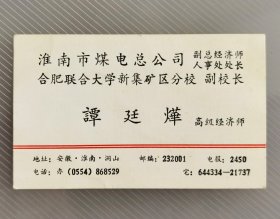 淮南市煤电总公司 副总经济师
人事处处长
合肥联合大学新集矿区分校 副校长
譚廷燁 高级经济师
地址：安徽·淮南·洞山 邮编：232001 电报：2450
电话：办（0554）868529 宅：644334—21737